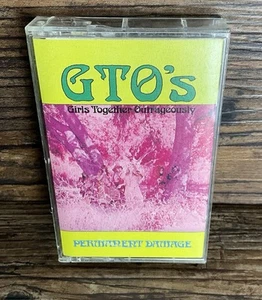 GTO's
Girls Together Outrageously
PERMANENT DAMAGE